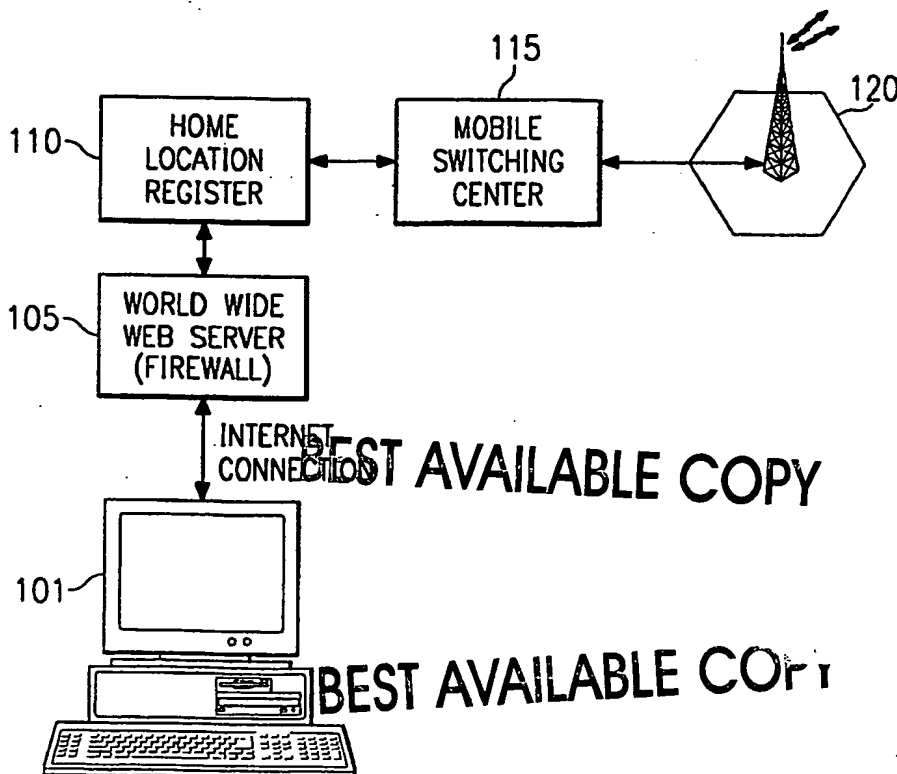 115
120
110
HOME
LOCATION
REGISTER
MOBILE
SWITCHING
CENTER
105
WORLD WIDE
WEB SERVER
(FIREWALL)
INTERNET
CONNECTION
BEST AVAILABLE COPY
101
BEST AVAILABLE COPY